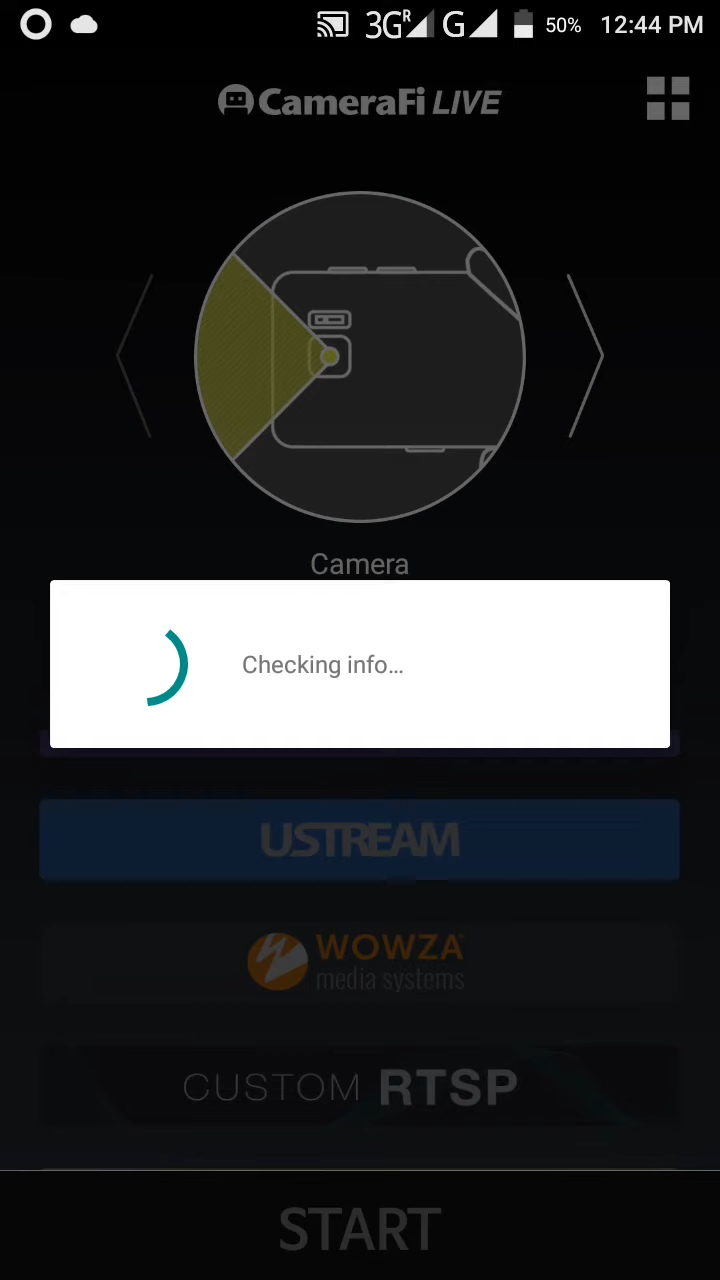 3G R G 50% 12:44 PM
CameraFi LIVE
Camera
Checking info...
USTREAM
WOWZA
media systems
CUSTOM RTSP
START